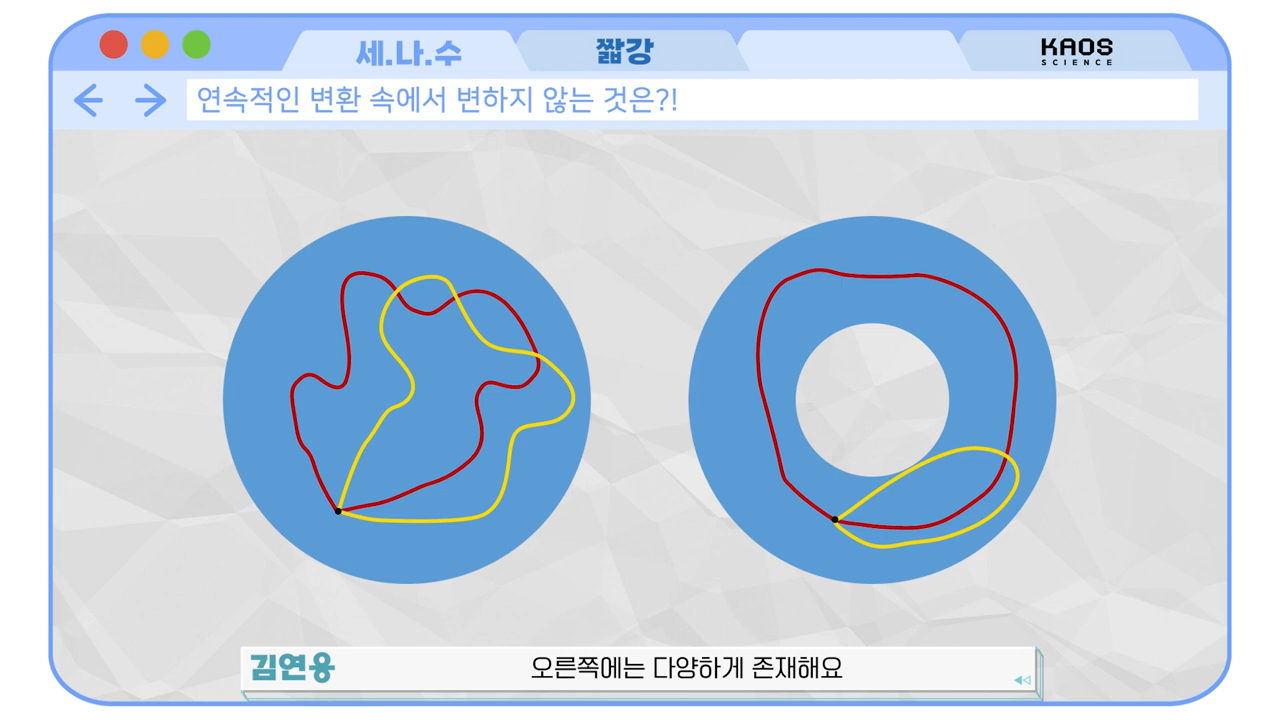 세.나.수
짧강
KAOS
SCIENCE
연속적인 변환 속에서 변하지 않는 것은?!
김연용
오른쪽에는 다양하게 존재해요